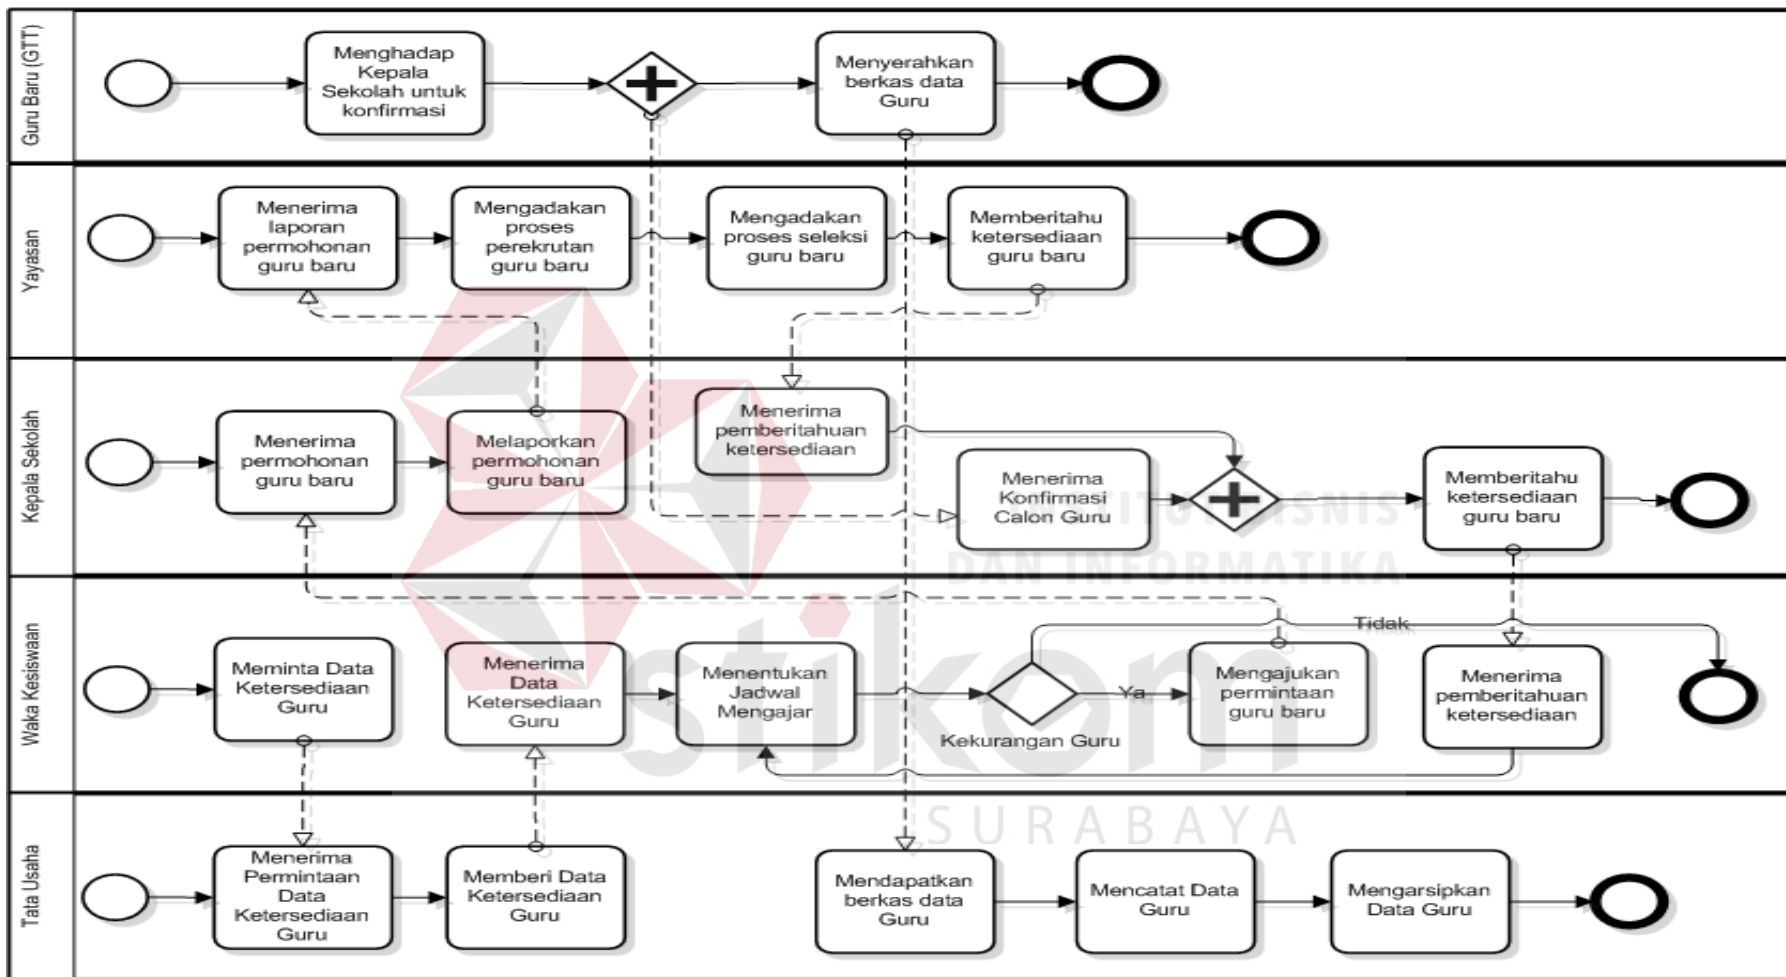 Guru Baru (GTT)
Menghadap
Kepala
Sekolah untuk
konfirmasi
Menyerahkan
berkas data
Guru
Yayasan
Menerima
laporan
permohonan
guru baru
Mengadakan
proses
perekrutan
guru baru
Mengadakan
proses seleksi
guru baru
Memberitahu
ketersediaan
guru baru
Kepala Sekolah
Menerima
permohonan
guru baru
Melaporkan
permohonan
guru baru
Menerima
pemberitahuan
ketersediaan
Menerima
Konfirmasi
Calon Guru
Memberitahu
ketersediaan
guru baru
INSTITUT BISNIS
DAN INFORMATIKA
Waka Kesiswaan
Meminta Data
Ketersediaan
Guru
Menerima
Data
Ketersediaan
Guru
Menentukan
Jadwal
Mengajar
Kekurangan Guru
Ya
Tidak
Mengajukan
permintaan
guru baru
Menerima
pemberitahuan
ketersediaan
stikom
SURABAYA
Tata Usaha
Menerima
Permintaan
Data
Ketersediaan
Guru
Memberi Data
Ketersediaan
Guru
Mendapatkan
berkas data
Guru
Mencatat Data
Guru
Mengarsipkan
Data Guru